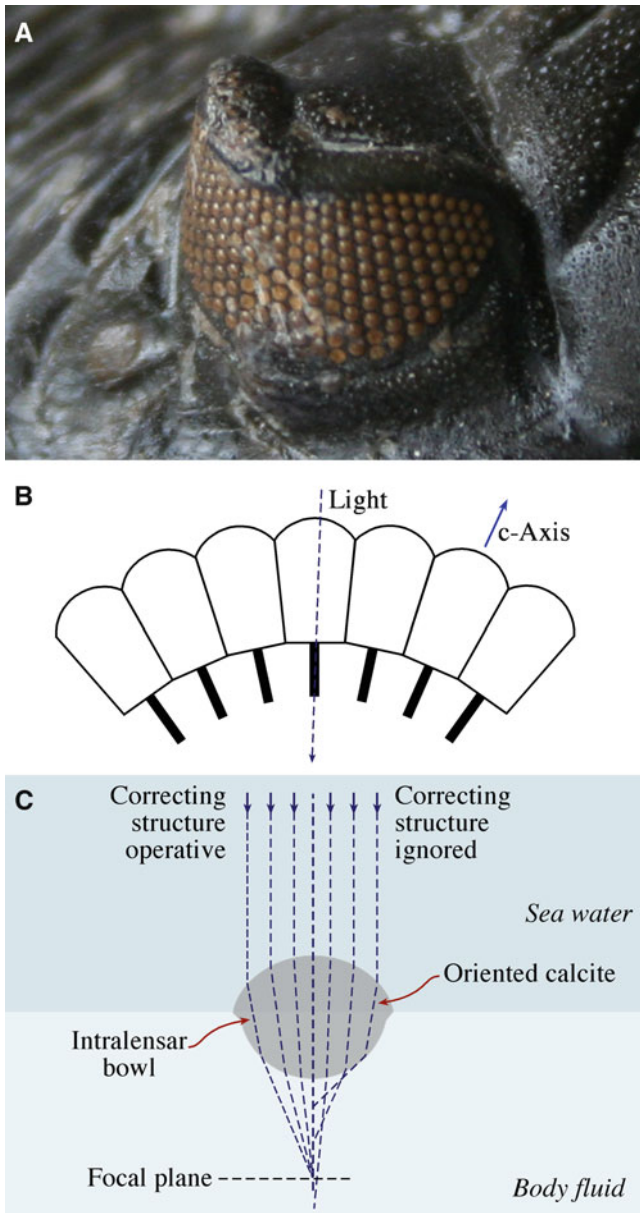 A
B
Light
c-Axis
C
Correcting
structure
operative
Correcting
structure
ignored
Sea water
Oriented calcite
Intralensar
bowl
Focal plane
Body fluid